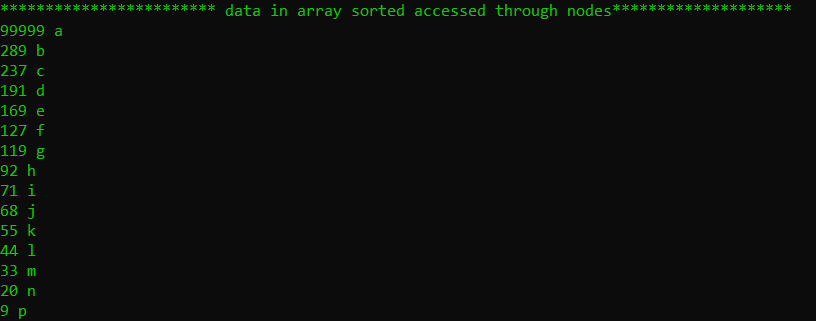 ************************ data in array sorted accessed through nodes********************
99999 a
289 b
237 c
191 d
169 e
127 f
119 g
92 h
71 i
68 j
55 k
44 l
33 m
20 n
9 p